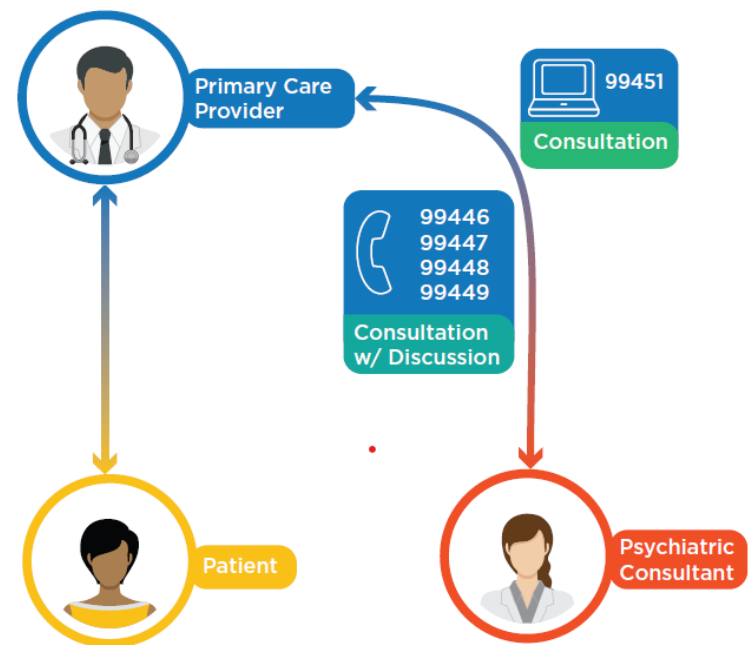 Primary Care
Provider
99451
Consultation
99446
99447
99448
99449
Consultation
w/ Discussion
Patient
Psychiatric
Consultant